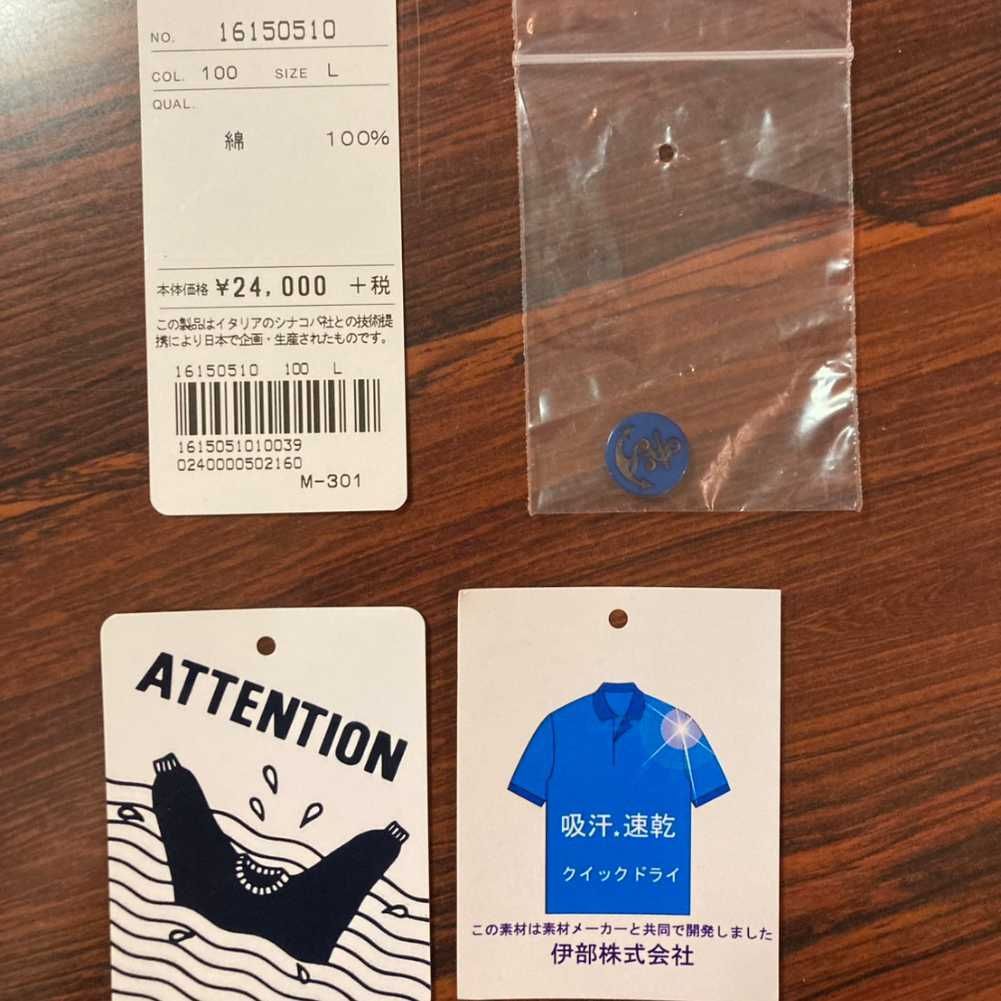 NO. 16150510
COL. 100 SIZE L
QUAL.
綿 100%
本体価格 ¥24,000 +税
この製品はイタリアのシナコバ社との技術提
携により日本で企画・生産されたものです。
16150510 100 L
1615051010039
0240000502160
M-301
ATTENTION
吸汗.速乾
クイックドライ
この素材は素材メーカーと共同で開発しました
伊部株式会社